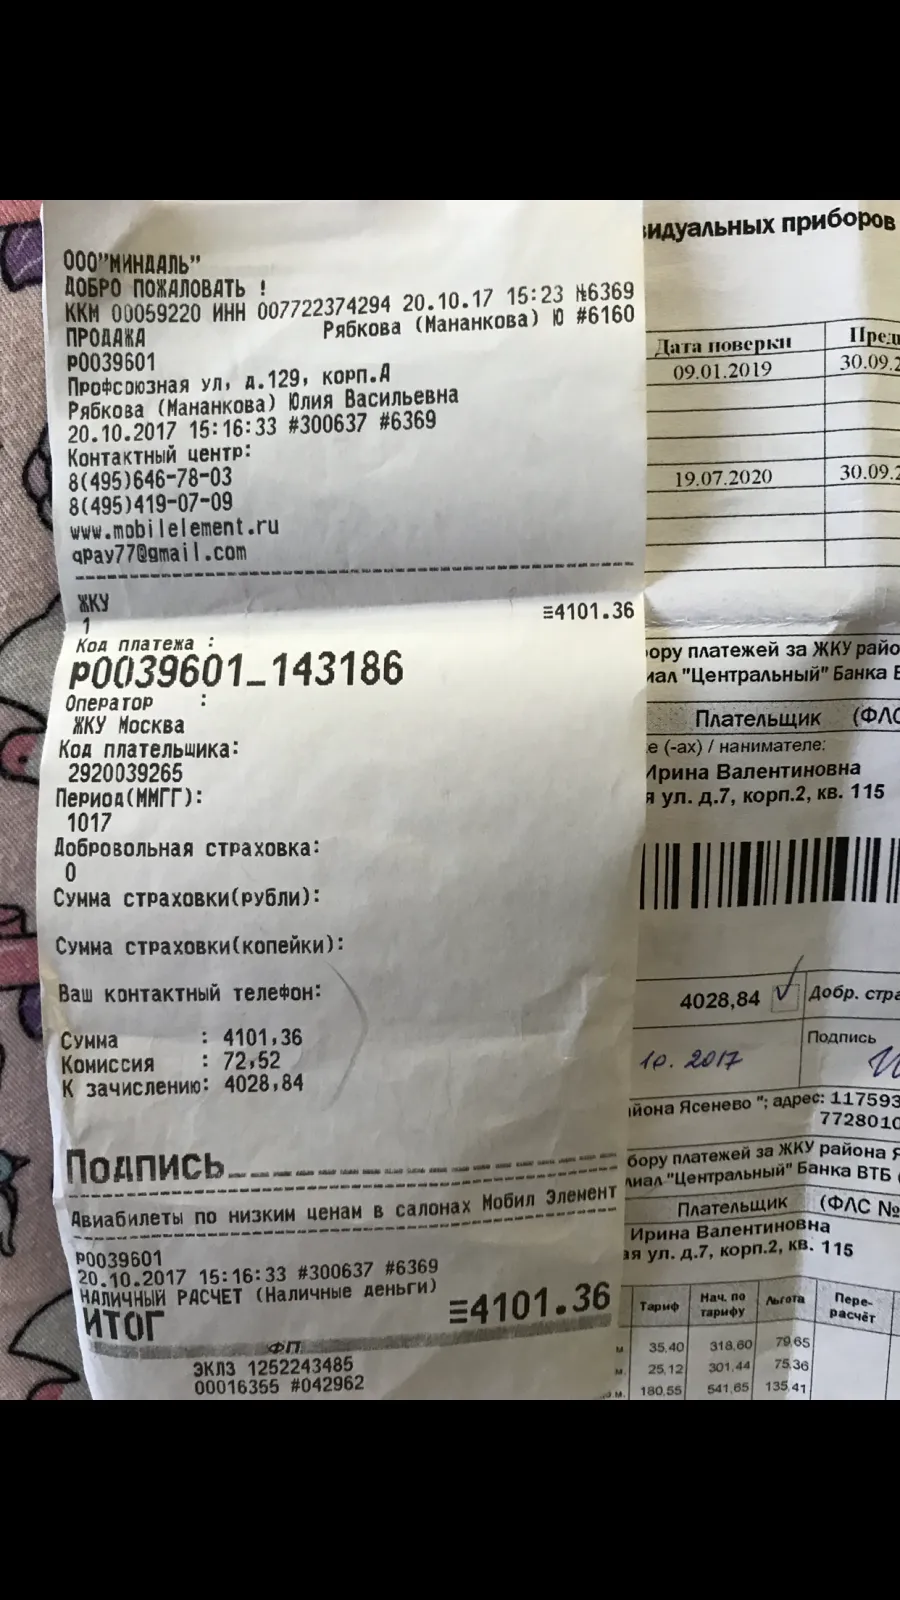 ООО"МИНДАЛЬ"
ДОБРО ПОЖАЛОВАТЬ !
ККМ 00059220 ИНН 007722374294 20.10.17 15:23 №6369
ПРОДАЖА Рябкова (Мананкова) Ю #6160
Р0039601
Профсоюзная ул, д.129, корп.А
Рябкова (Мананкова) Юлия Васильевна
20.10.2017 15:16:33 #300637 #6369
Контактный центр:
8(495)646-78-03
8(495)419-07-09
www.mobilelement.ru
qpay77@gmail.com
ЖКУ
1 ≡4101.36
Код платежа :
Р0039601_143186
Оператор :
ЖКУ Москва
Код плательщика:
2920039265
Период(ММГГ):
1017
Добровольная страховка:
0
Сумма страховки(рубли):
Сумма страховки(копейки):
Ваш контактный телефон:
Сумма : 4101,36
Комиссия : 72,52
К зачислению: 4028,84
Подпись
Авиабилеты по низким ценам в салонах Мобил Элемент
Р0039601
20.10.2017 15:16:33 #300637 #6369
НАЛИЧНЫЙ РАСЧЕТ (Наличные деньги)
ИТОГ ≡4101.36
ФП
ЭКЛЗ 1252243485
00016355 #042962
видуальных приборов
Дата поверки Пред
09.01.2019 30.09.2
19.07.2020 30.09.2
бору платежей за ЖКУ райо
иал "Центральный" Банка В
Плательщик (ФЛС
е (-ах) / нанимателе:
Ирина Валентиновна
я ул. д.7, корп.2, кв. 115
4028,84 Добр. стра
10. 2017 Подпись
йона Ясенево "; адрес: 117593
7728010
бору платежей за ЖКУ района Я
лиал "Центральный" Банка ВТБ (
Плательщик (ФЛС №
Ирина Валентиновна
ая ул. д.7, корп.2, кв. 115
Тариф Нач. по тарифу Льгота Пере- расчёт
м. 35,40 318,60 79,65
м. 25,12 301,44 75,36
м. 180,55 541,65 135,41